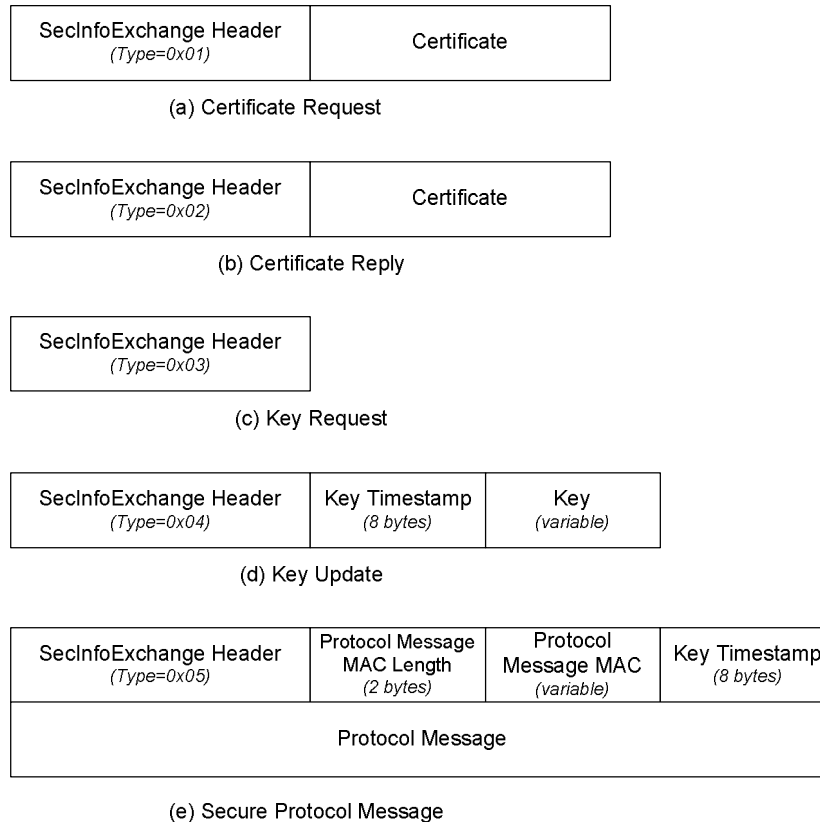 SecInfoExchange Header
(Type=0x01)
Certificate
(a) Certificate Request
SecInfoExchange Header
(Type=0x02)
Certificate
(b) Certificate Reply
SecInfoExchange Header
(Type=0x03)
(c) Key Request
SecInfoExchange Header
(Type=0x04)
Key Timestamp
(8 bytes)
Key
(variable)
(d) Key Update
SecInfoExchange Header
(Type=0x05)
Protocol Message
MAC Length
(2 bytes)
Protocol
Message MAC
(variable)
Key Timestamp
(8 bytes)
Protocol Message
(e) Secure Protocol Message